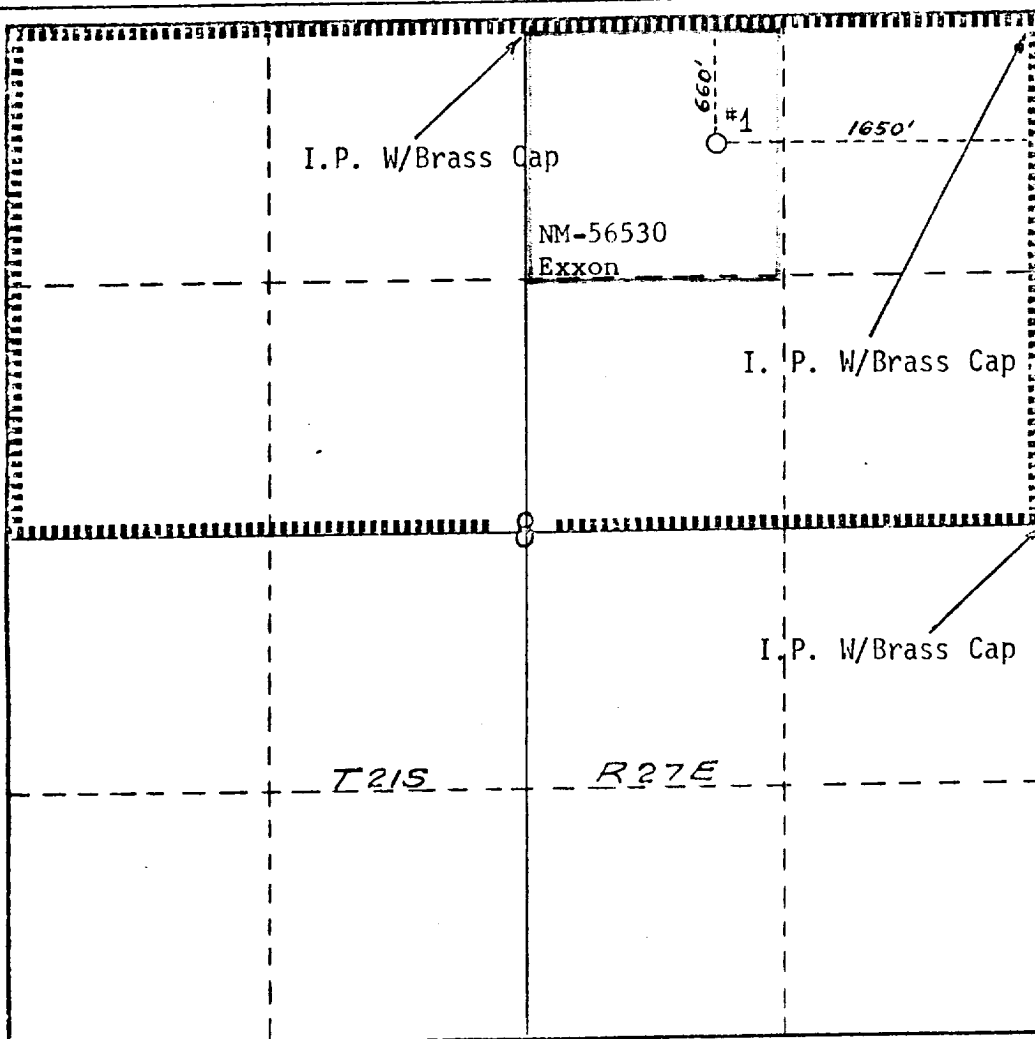 660'
#1
1650'
I.P. W/Brass Cap
NM-56530
Exxon
I. P. W/Brass Cap
8
I.P. W/Brass Cap
T21S R27E